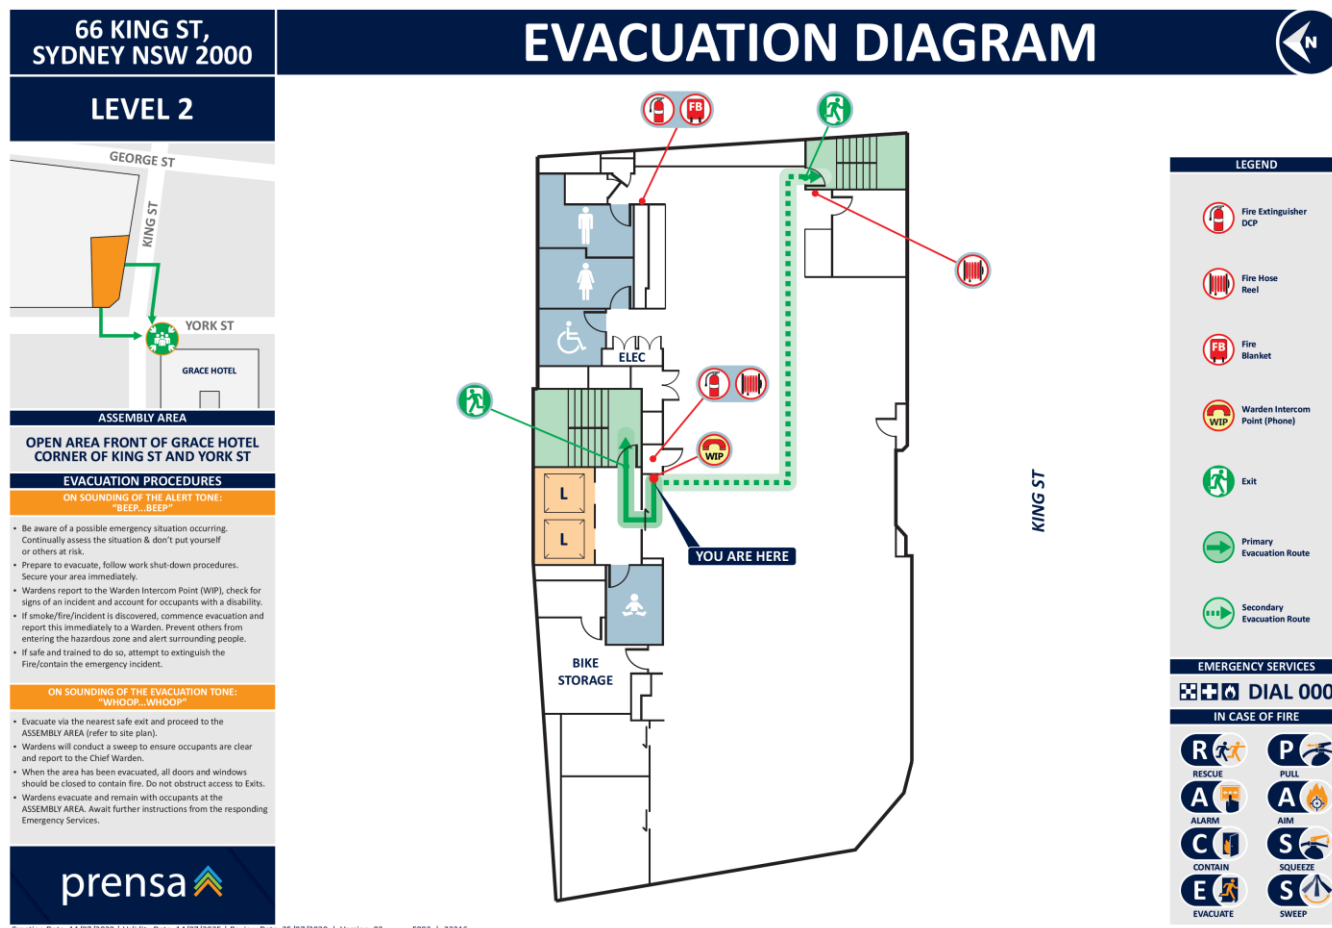 66 KING ST,
SYDNEY NSW 2000
EVACUATION DIAGRAM
N
LEVEL 2
GEORGE ST
KING ST
YORK ST
GRACE HOTEL
ASSEMBLY AREA
OPEN AREA FRONT OF GRACE HOTEL
CORNER OF KING ST AND YORK ST
EVACUATION PROCEDURES
ON SOUNDING OF THE ALERT TONE:
"BEEP...BEEP"
• Be aware of a possible emergency situation occurring.
Continually assess the situation & don't put yourself
or others at risk.
• Prepare to evacuate, follow work shut-down procedures.
Secure your area immediately.
• Wardens report to the Warden Intercom Point (WIP), check for
signs of an incident and account for occupants with a disability.
• If smoke/fire/incident is discovered, commence evacuation and
report this immediately to a Warden. Prevent others from
entering the hazardous zone and alert surrounding people.
• If safe and trained to do so, attempt to extinguish the
Fire/contain the emergency incident.
ON SOUNDING OF THE EVACUATION TONE:
"WHOOP...WHOOP"
• Evacuate via the nearest safe exit and proceed to the
ASSEMBLY AREA (refer to site plan).
• Wardens will conduct a sweep to ensure occupants are clear
and report to the Chief Warden.
• When the area has been evacuated, all doors and windows
should be closed to contain fire. Do not obstruct access to Exits.
• Wardens evacuate and remain with occupants at the
ASSEMBLY AREA. Await further instructions from the responding
Emergency Services.
prensa
FB
ELEC
WIP
L
L
YOU ARE HERE
BIKE
STORAGE
KING ST
LEGEND
Fire Extinguisher
DCP
Fire Hose
Reel
FB
Fire
Blanket
WIP
Warden Intercom
Point (Phone)
Exit
Primary
Evacuation Route
Secondary
Evacuation Route
EMERGENCY SERVICES
DIAL 000
IN CASE OF FIRE
R
RESCUE
P
PULL
A
ALARM
A
AIM
C
CONTAIN
S
SQUEEZE
E
EVACUATE
S
SWEEP